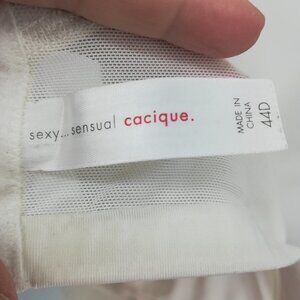 sexy... sensual cacique.
MADE IN
CHINA
44D